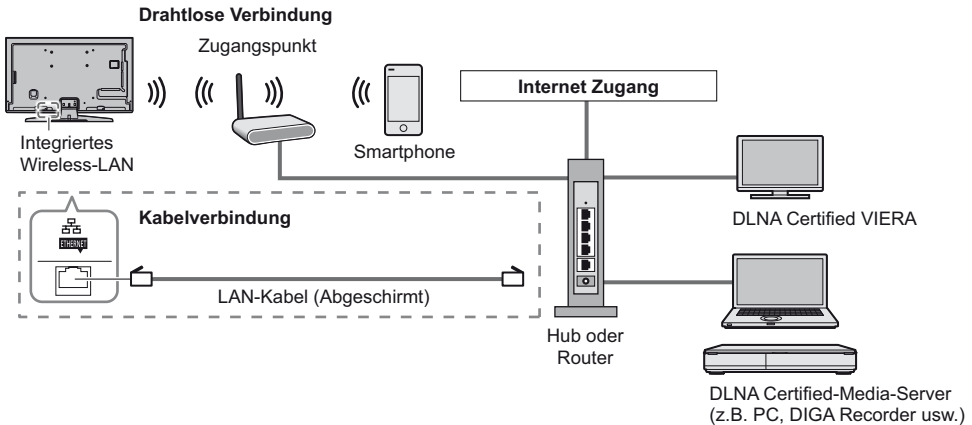 Drahtlose Verbindung
Zugangspunkt
Integriertes
Wireless-LAN
Smartphone
Internet Zugang
Kabelverbindung
ETHERNET
LAN-Kabel (Abgeschirmt)
Hub oder
Router
DLNA Certified VIERA
DLNA Certified-Media-Server
(z.B. PC, DIGA Recorder usw.)